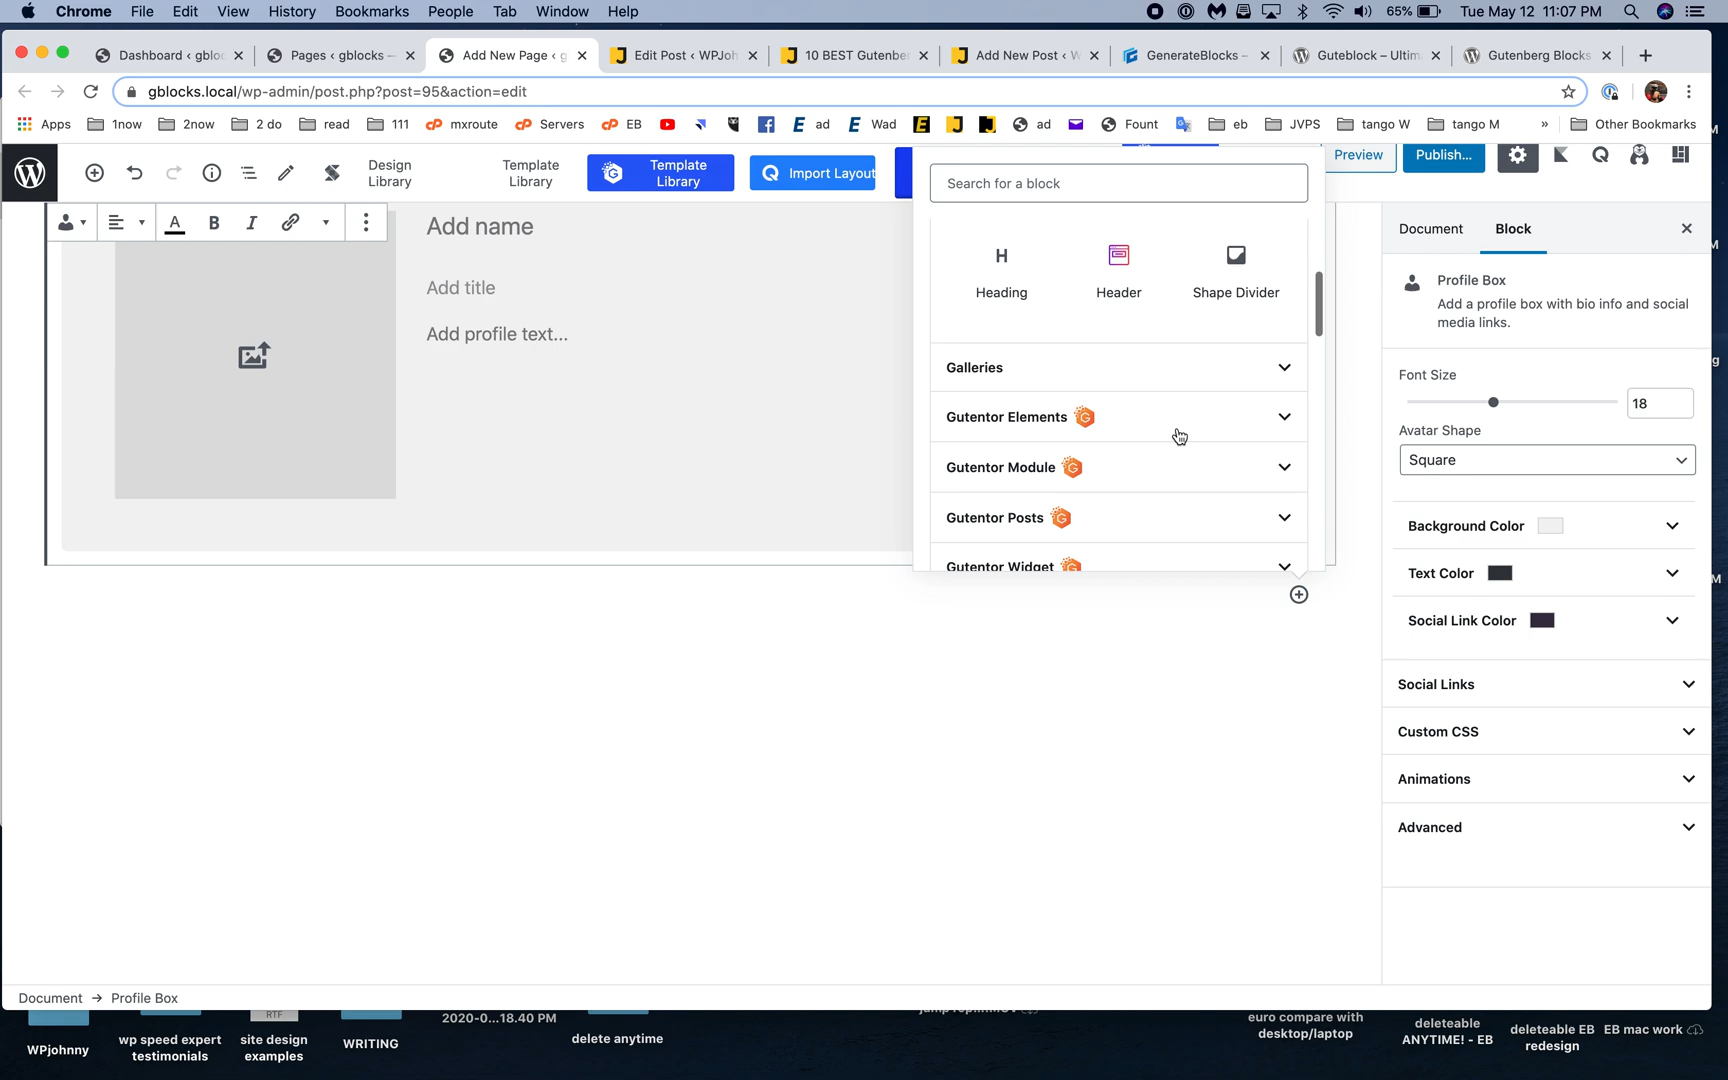 Chrome File Edit View History Bookmarks People Tab Window Help 65% Tue May 12 11:07 PM
Dashboard ‹ gbloc Pages ‹ gblocks — Add New Page ‹ g Edit Post ‹ WPJoh 10 BEST Gutenbe Add New Post ‹ W GenerateBlocks – Guteblock – Ultim Gutenberg Blocks
gblocks.local/wp-admin/post.php?post=95&action=edit
Apps 1now 2now 2 do read 111 mxroute Servers EB ad Wad ad Fount eb JVPS tango W tango M » Other Bookmarks
Design Library
Template Library
Template Library
Import Layout
Preview
Publish...
Search for a block
Add name
Add title
Add profile text...
Heading Header Shape Divider
Galleries
Gutentor Elements
Gutentor Module
Gutentor Posts
Gutentor Widget
Document Block
Profile Box
Add a profile box with bio info and social
media links.
Font Size
18
Avatar Shape
Square
Background Color
Text Color
Social Link Color
Social Links
Custom CSS
Animations
Advanced
Document → Profile Box
WPjohnny
wp speed expert
testimonials
RTF
site design
examples
WRITING
2020-0...18.40 PM
delete anytime
euro compare with
desktop/laptop
deleteable
ANYTIME! - EB
deleteable EB
redesign
EB mac work